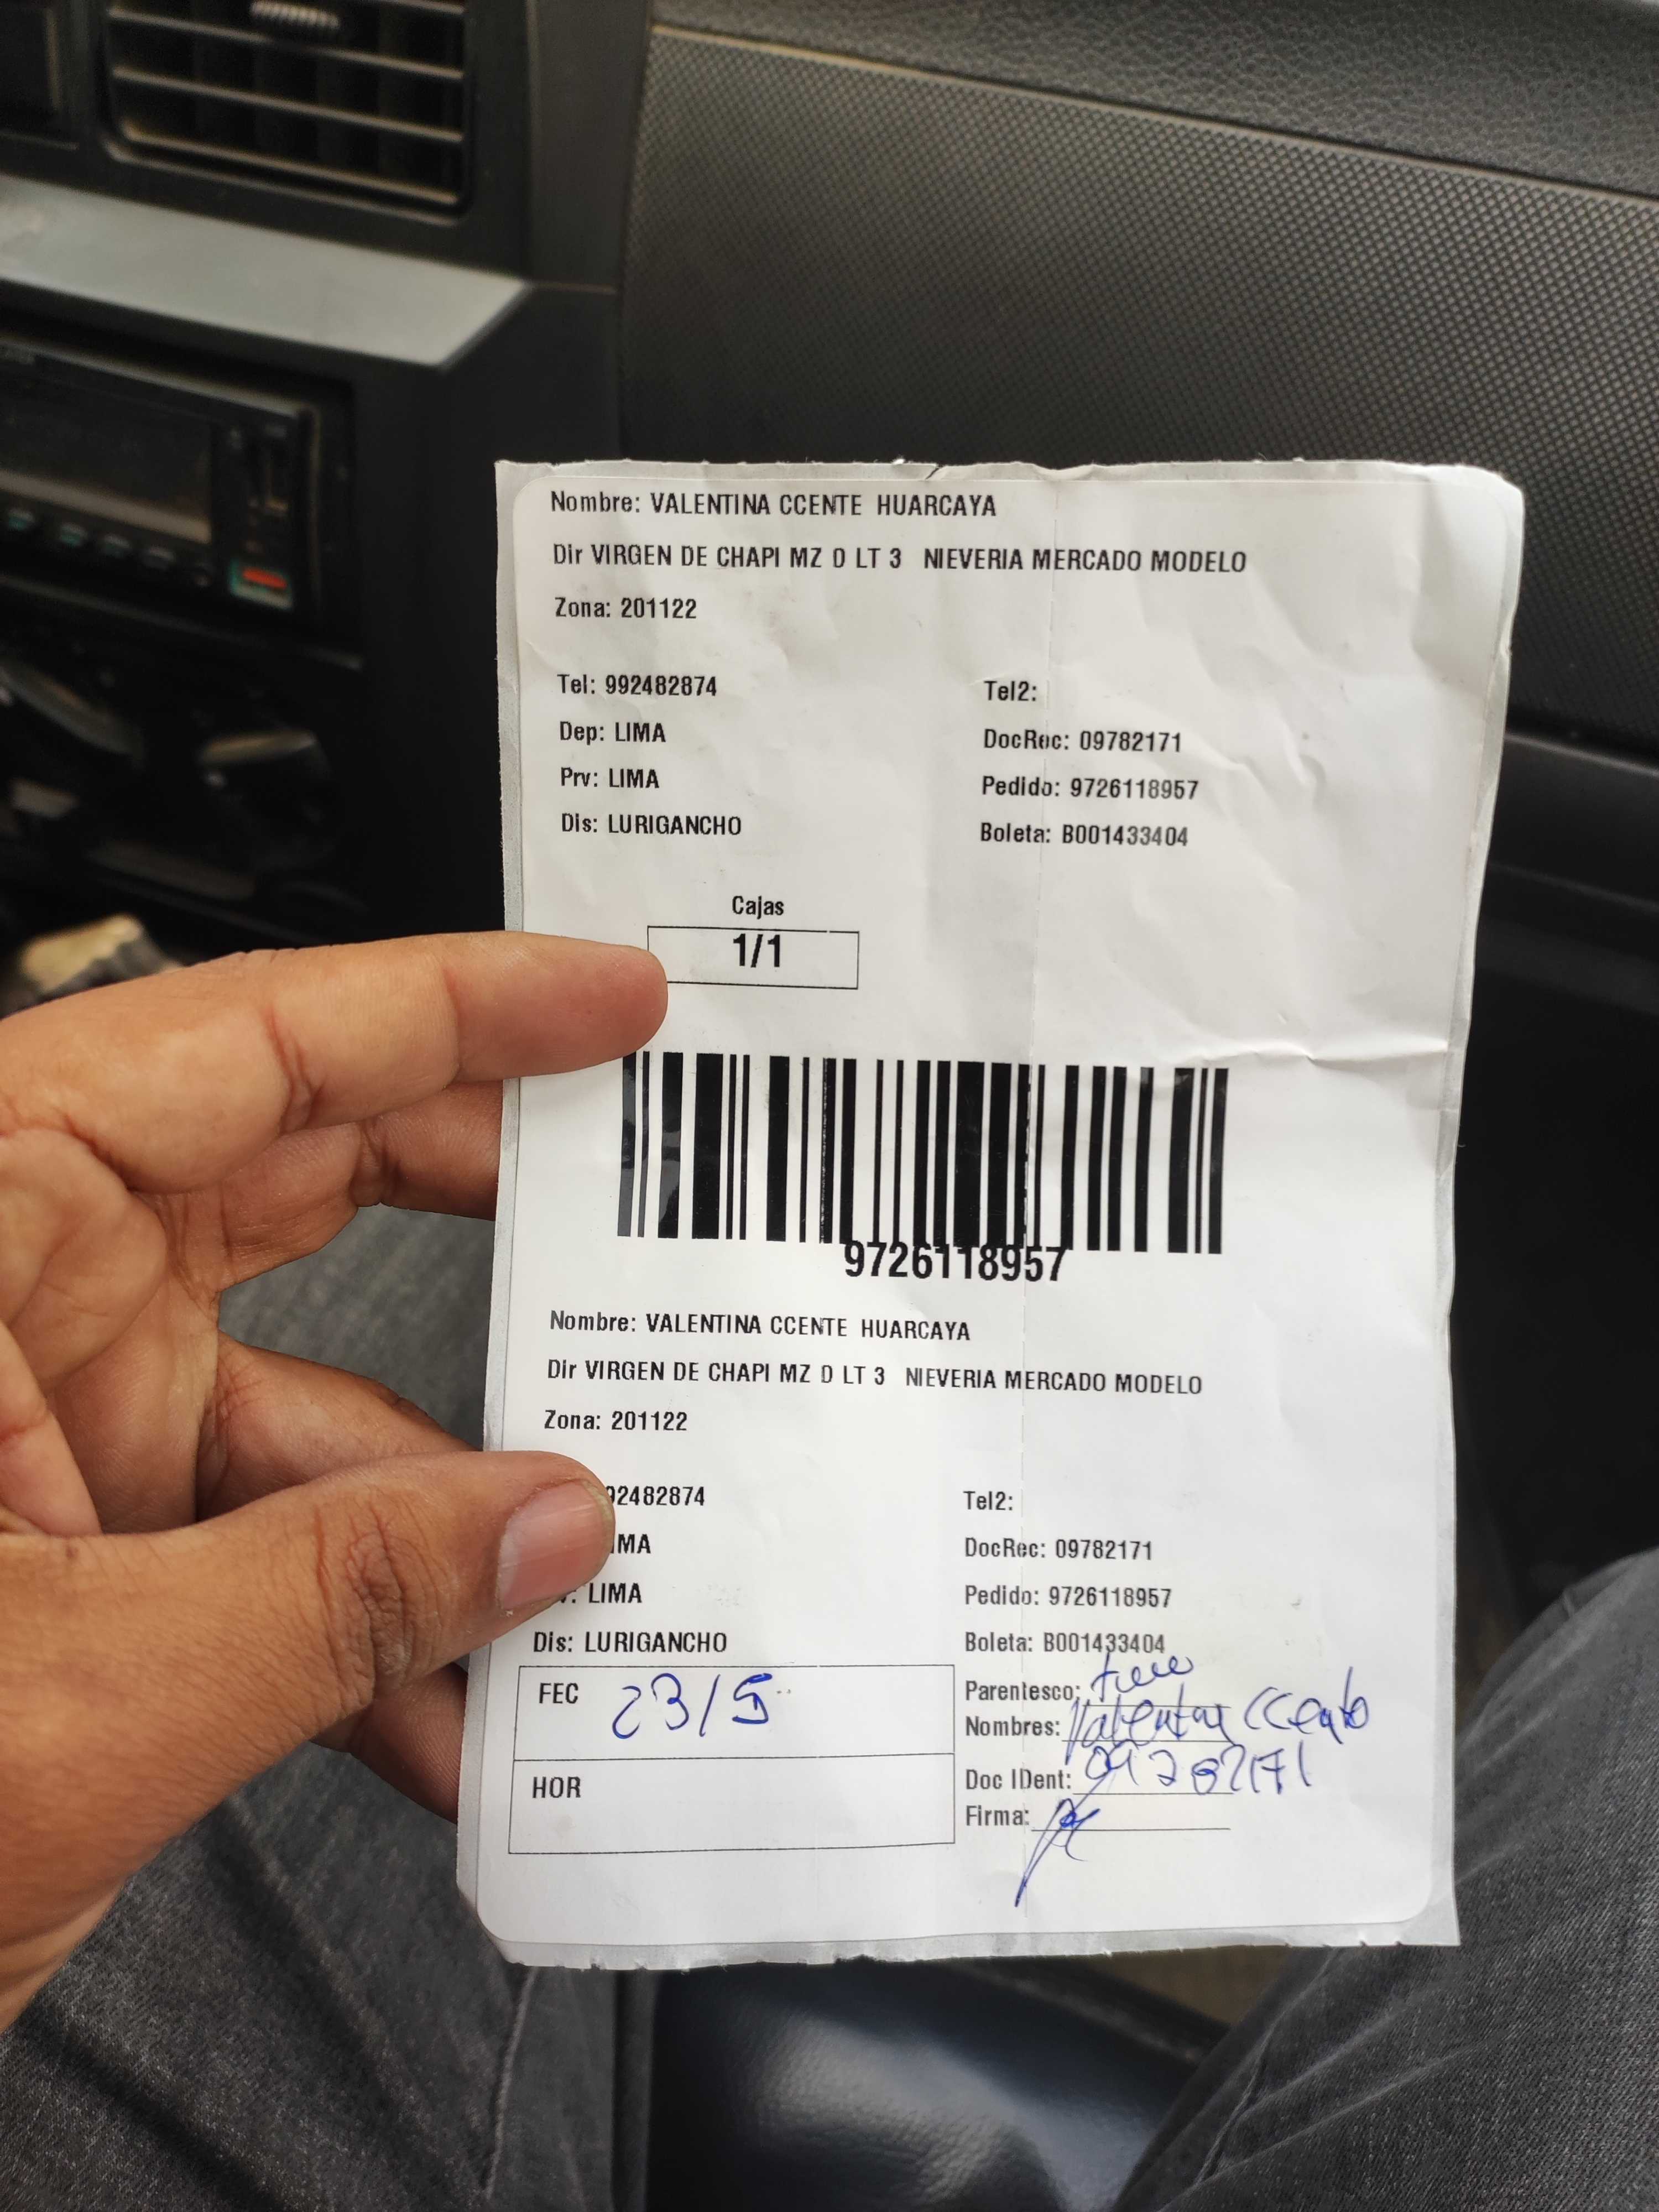 Nombre: VALENTINA CCENTE HUARCAYA
Dir VIRGEN DE CHAPI MZ D LT 3 NIEVERIA MERCADO MODELO
Zona: 201122
Tel: 992482874 Tel2:
Dep: LIMA DocRec: 09782171
Prv: LIMA Pedido: 9726118957
Dis: LURIGANCHO Boleta: B001433404
Cajas
1/1
9726118957
Nombre: VALENTINA CCENTE HUARCAYA
Dir VIRGEN DE CHAPI MZ D LT 3 NIEVERIA MERCADO MODELO
Zona: 201122
92482874 Tel2:
IMA DocRec: 09782171
LIMA Pedido: 9726118957
Dis: LURIGANCHO Boleta: B001433404
FEC 23/5 Parentesco:
Nombres: Ccento
HOR Doc IDent: 09782171
Firma: